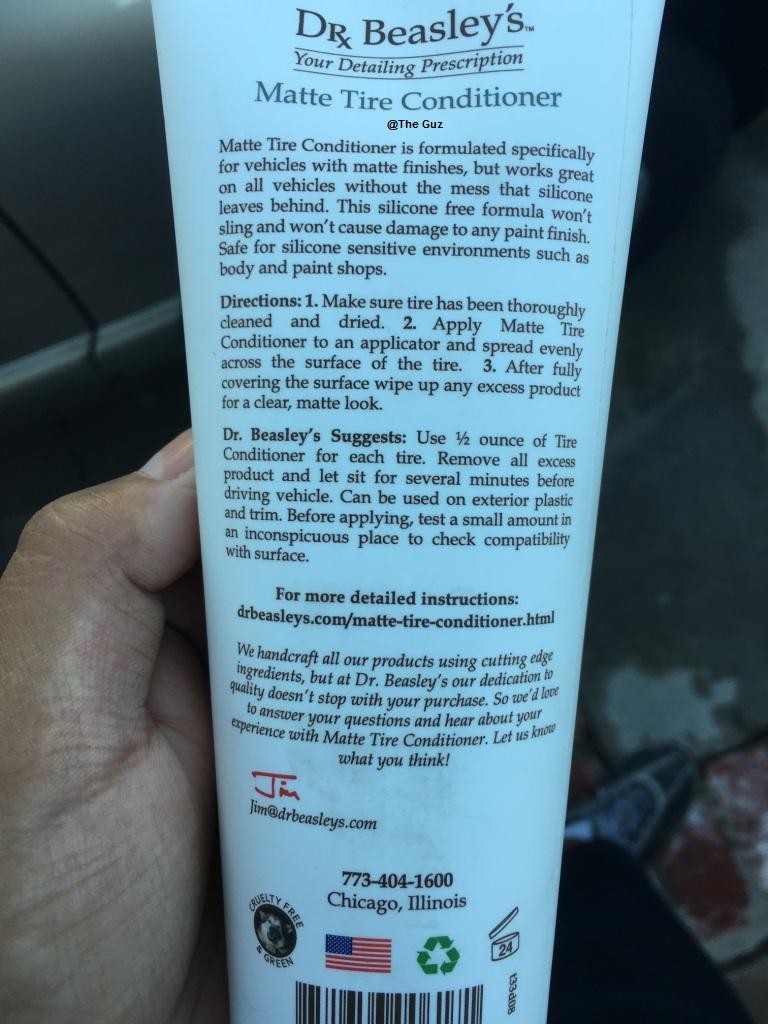 DRx Beasley's™
Your Detailing Prescription
Matte Tire Conditioner
@The Guz
Matte Tire Conditioner is formulated specifically
for vehicles with matte finishes, but works great
on all vehicles without the mess that silicone
leaves behind. This silicone free formula won't
sling and won't cause damage to any paint finish.
Safe for silicone sensitive environments such as
body and paint shops.
Directions: 1. Make sure tire has been thoroughly
cleaned and dried. 2. Apply Matte Tire
Conditioner to an applicator and spread evenly
across the surface of the tire. 3. After fully
covering the surface wipe up any excess product
for a clear, matte look.
Dr. Beasley's Suggests: Use ½ ounce of Tire
Conditioner for each tire. Remove all excess
product and let sit for several minutes before
driving vehicle. Can be used on exterior plastic
and trim. Before applying, test a small amount in
an inconspicuous place to check compatibility
with surface.
For more detailed instructions:
drbeasleys.com/matte-tire-conditioner.html
We handcraft all our products using cutting edge
ingredients, but at Dr. Beasley's our dedication to
quality doesn't stop with your purchase. So we'd love
to answer your questions and hear about your
experience with Matte Tire Conditioner. Let us know
what you think!
Jim
Jim@drbeasleys.com
773-404-1600
Chicago, Illinois
CRUELTY FREE
& GREEN
24